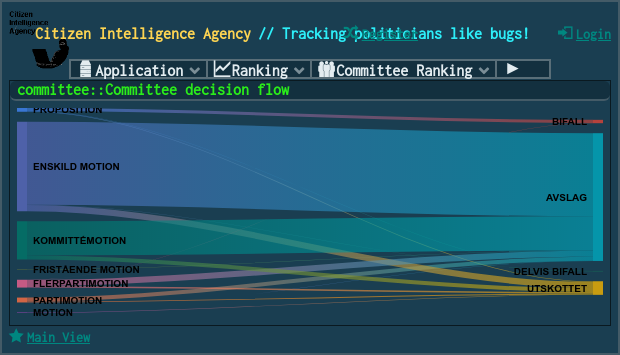 Citizen
Intelligence
Agency
Citizen Intelligence Agency // Tracking politicians like bugs!
Register
Login
Application
Ranking
Committee Ranking
committee::Committee decision flow
PROPOSITION
BIFALL
ENSKILD MOTION
AVSLAG
KOMMITTÉMOTION
FRISTÅENDE MOTION
DELVIS BIFALL
FLERPARTIMOTION
UTSKOTTET
PARTIMOTION
MOTION
Main View